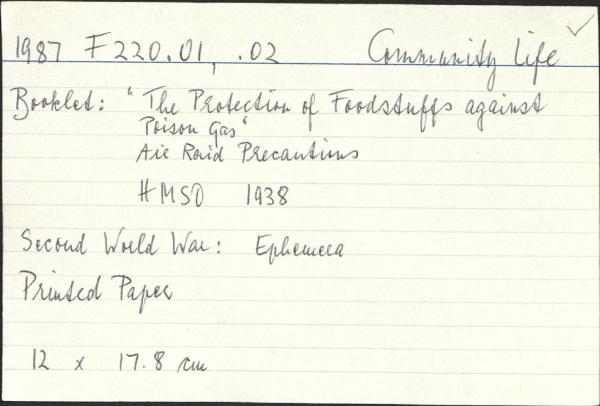 1987 F220.01, .02 Community Life
Booklet: "The Protection of Foodstuffs against
Poison Gas"
Air Raid Precautions
HMSO 1938
Second World War: Ephemera
Printed Paper
12 x 17.8 cm